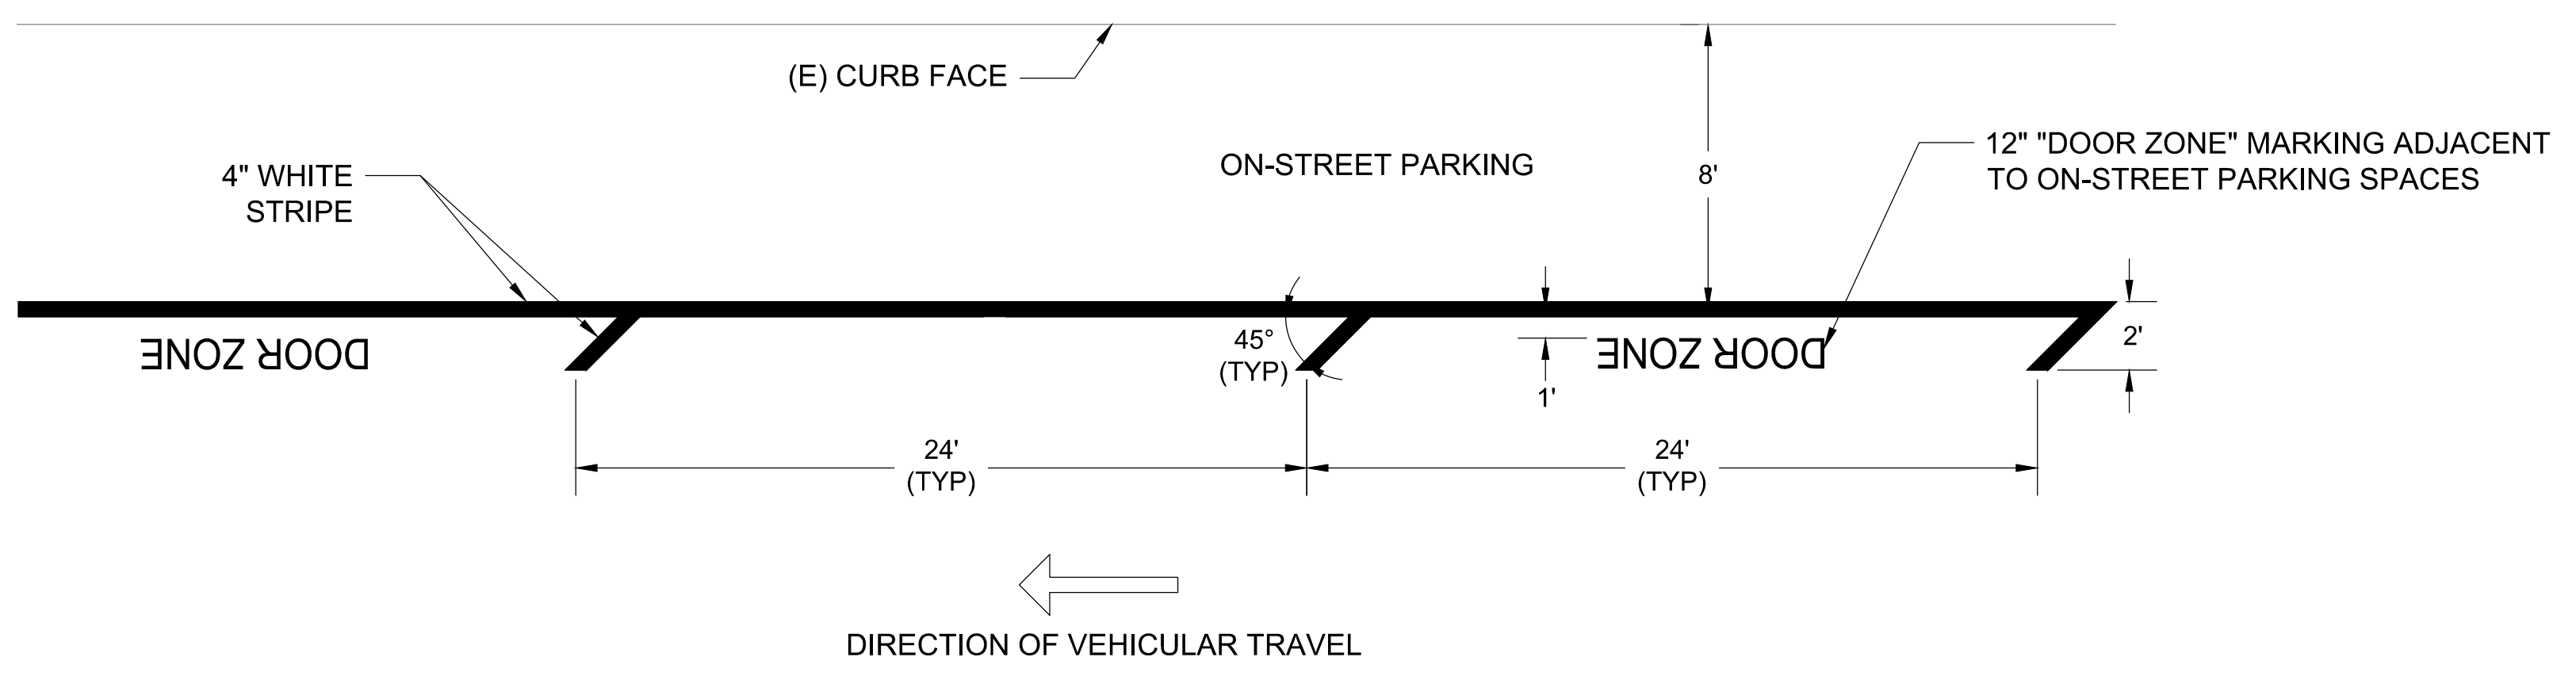 (E) CURB FACE
ON-STREET PARKING
8'
12" "DOOR ZONE" MARKING ADJACENT
TO ON-STREET PARKING SPACES
4" WHITE
STRIPE
DOOR ZONE
45°
(TYP)
1'
DOOR ZONE
2'
24'
(TYP)
24'
(TYP)
DIRECTION OF VEHICULAR TRAVEL